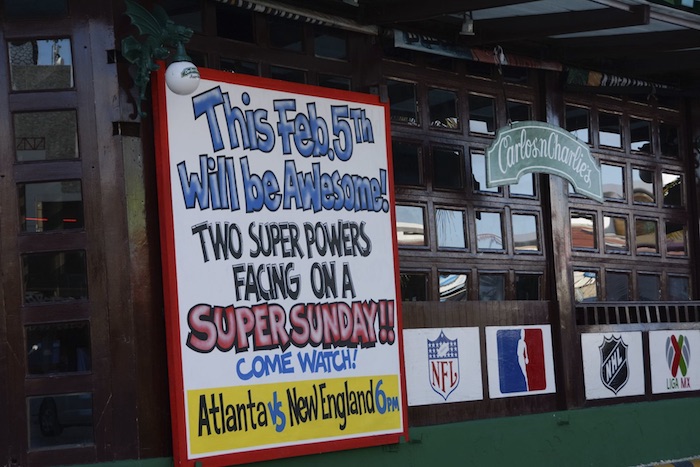 This Feb. 5Th
Will be Awesome!
TWO SUPER POWERS
FACING ON A
SUPER SUNDAY!!
COME WATCH!
Atlanta vs New England 6PM
Carlos n Charlie's
NFL
NHL
LIGA MX